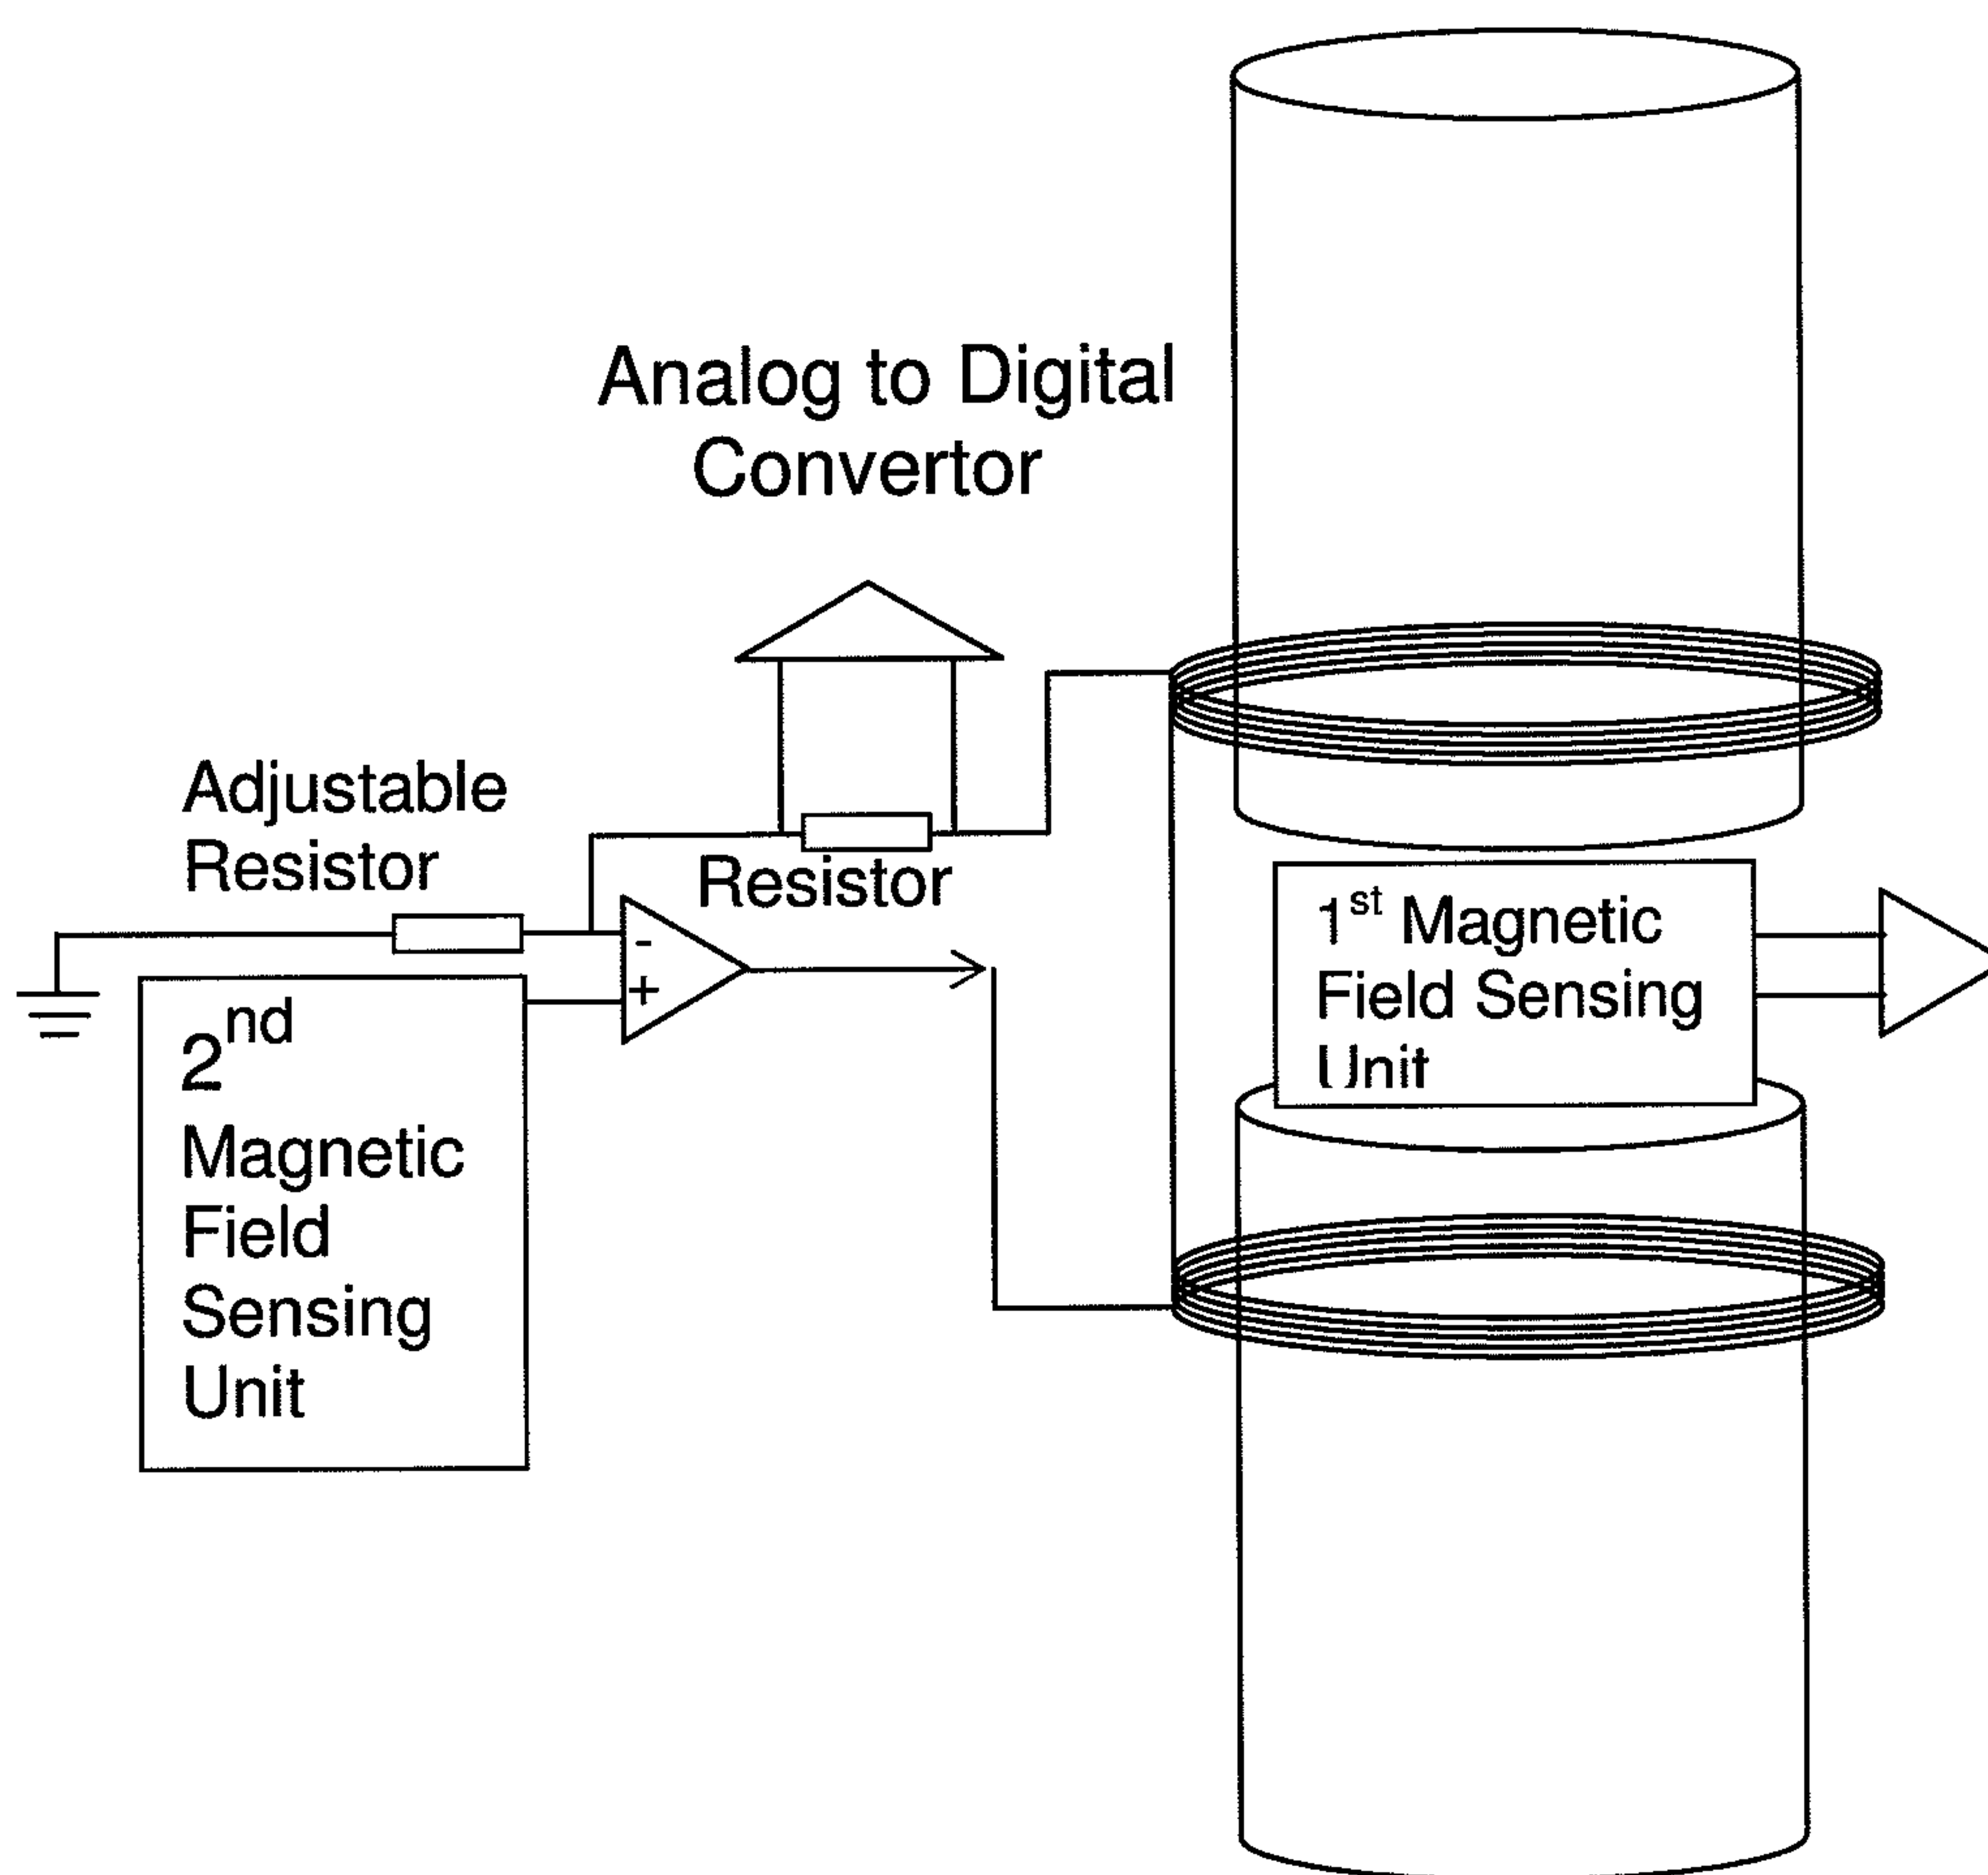 Analog to Digital
Convertor
Adjustable
Resistor
Resistor
-
+
1st Magnetic
Field Sensing
Unit
2nd
Magnetic
Field
Sensing
Unit